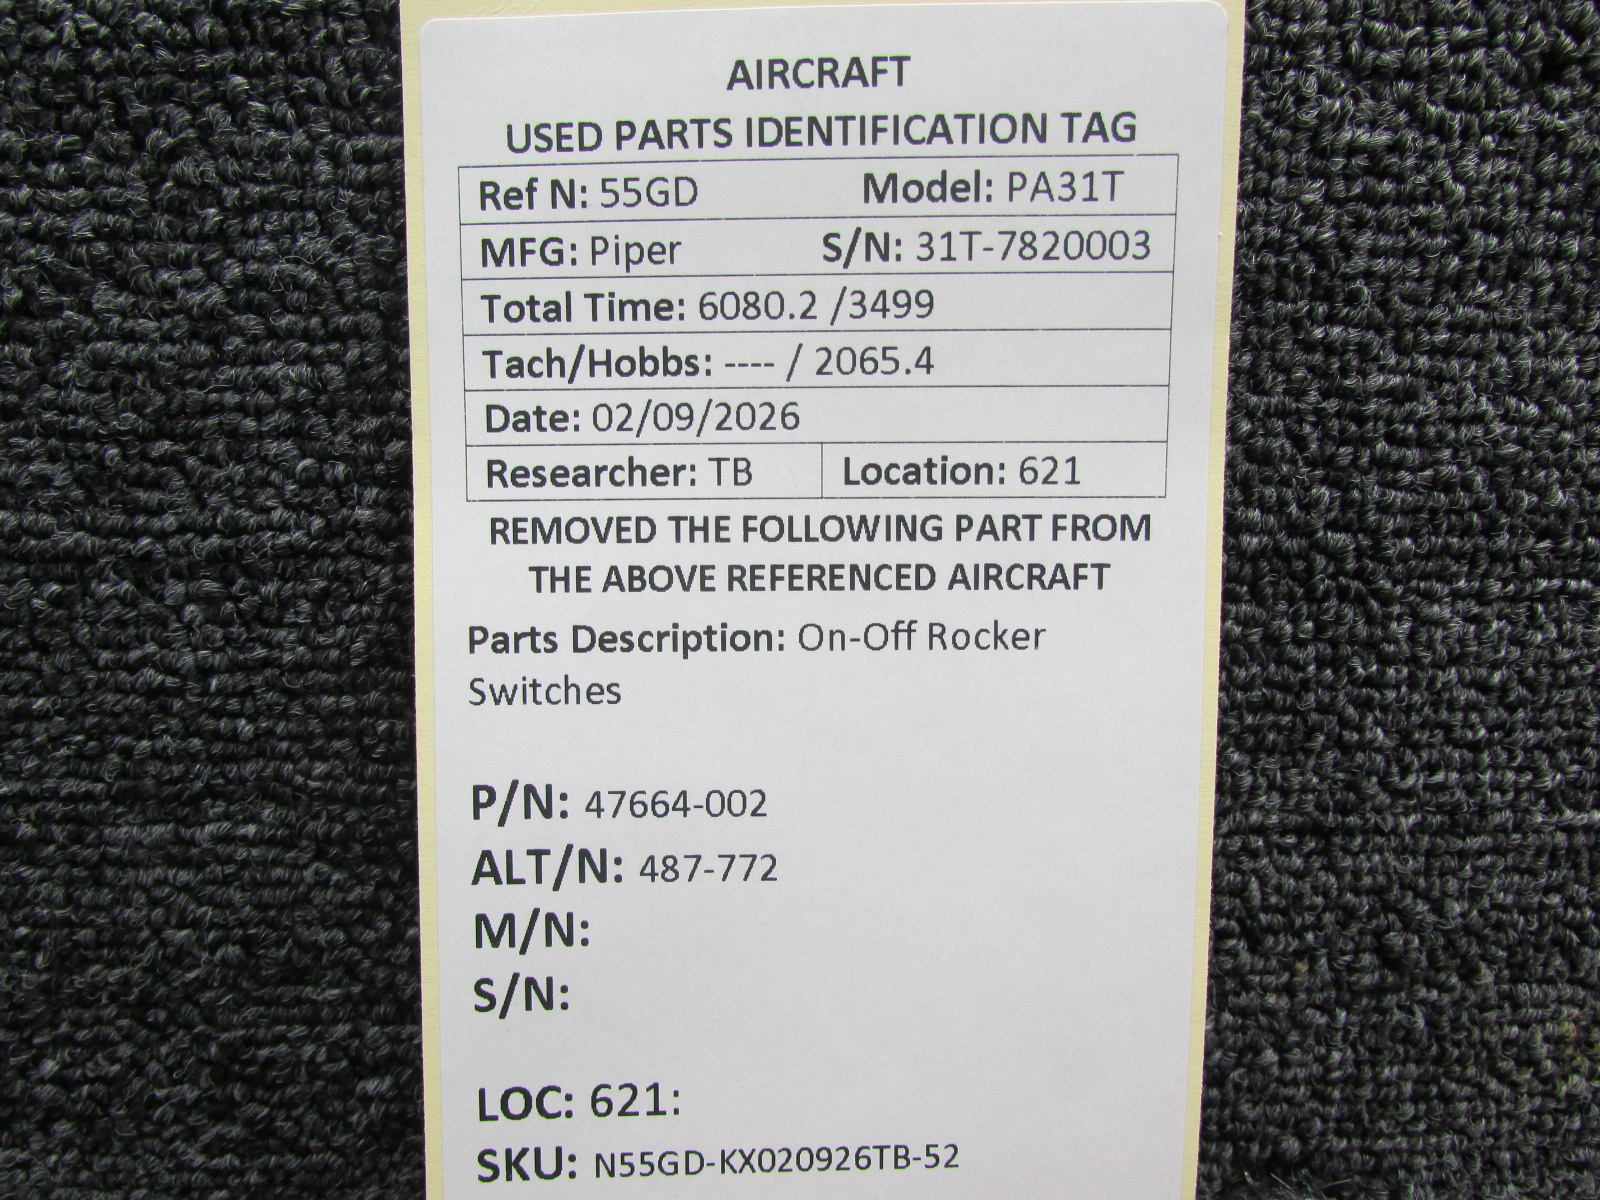 AIRCRAFT
USED PARTS IDENTIFICATION TAG
Ref N: 55GD Model: PA31T
MFG: Piper S/N: 31T-7820003
Total Time: 6080.2 /3499
Tach/Hobbs: ---- / 2065.4
Date: 02/09/2026
Researcher: TB Location: 621
REMOVED THE FOLLOWING PART FROM
THE ABOVE REFERENCED AIRCRAFT
Parts Description: On-Off Rocker
Switches
P/N: 47664-002
ALT/N: 487-772
M/N:
S/N:
LOC: 621:
SKU: N55GD-KX020926TB-52